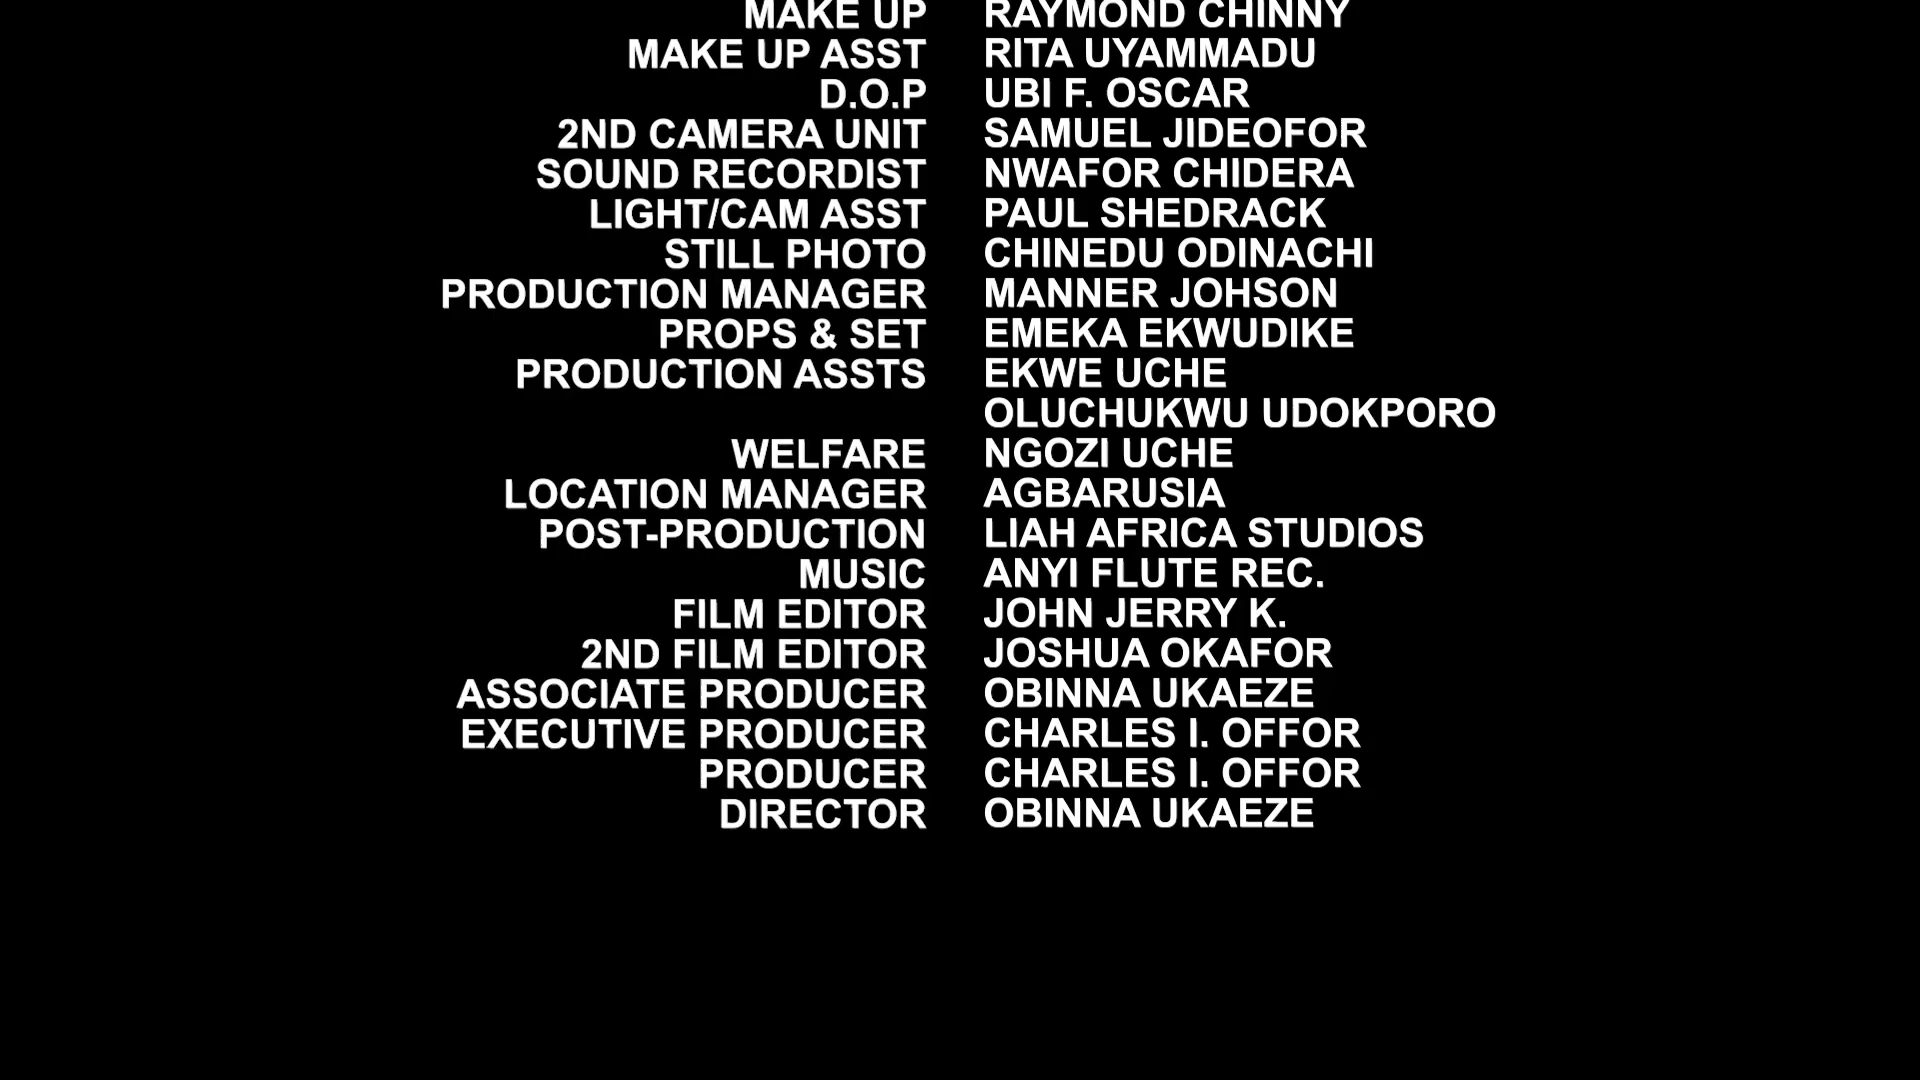 MAKE UP RAYMOND CHINNY
MAKE UP ASST RITA UYAMMADU
D.O.P UBI F. OSCAR
2ND CAMERA UNIT SAMUEL JIDEOFOR
SOUND RECORDIST NWAFOR CHIDERA
LIGHT/CAM ASST PAUL SHEDRACK
STILL PHOTO CHINEDU ODINACHI
PRODUCTION MANAGER MANNER JOHSON
PROPS & SET EMEKA EKWUDIKE
PRODUCTION ASSTS EKWE UCHE
OLUCHUKWU UDOKPORO
WELFARE NGOZI UCHE
LOCATION MANAGER AGBARUSIA
POST-PRODUCTION LIAH AFRICA STUDIOS
MUSIC ANYI FLUTE REC.
FILM EDITOR JOHN JERRY K.
2ND FILM EDITOR JOSHUA OKAFOR
ASSOCIATE PRODUCER OBINNA UKAEZE
EXECUTIVE PRODUCER CHARLES I. OFFOR
PRODUCER CHARLES I. OFFOR
DIRECTOR OBINNA UKAEZE